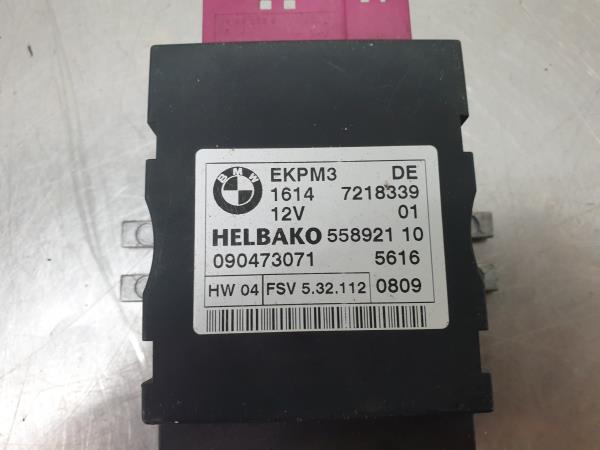 BMW
EKPM3 DE
1614 7218339
12V 01
HELBAKO 558921 10
090473071 5616
HW 04 FSV 5.32.112 0809